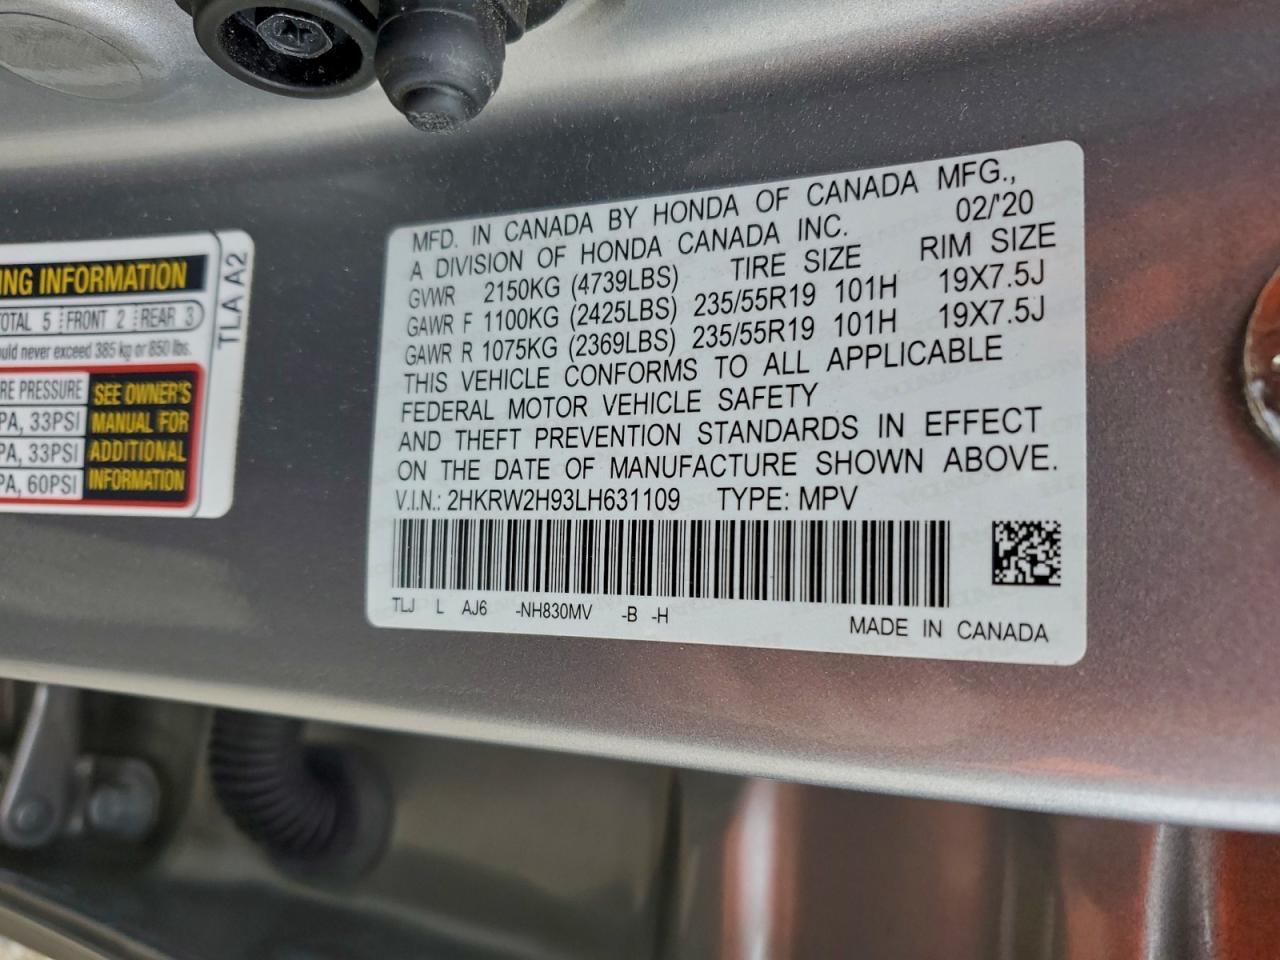 NG INFORMATION
TOTAL 5 FRONT 2 REAR 3
ould never exceed 385 kg or 850 lbs.
RE PRESSURE
PA, 33PSI
PA, 33PSI
PA, 60PSI
SEE OWNER'S
MANUAL FOR
ADDITIONAL
INFORMATION
TLA A2
MFD. IN CANADA BY HONDA OF CANADA MFG.,
A DIVISION OF HONDA CANADA INC. 02/'20
GVWR 2150KG (4739LBS) TIRE SIZE RIM SIZE
GAWR F 1100KG (2425LBS) 235/55R19 101H 19X7.5J
GAWR R 1075KG (2369LBS) 235/55R19 101H 19X7.5J
THIS VEHICLE CONFORMS TO ALL APPLICABLE
FEDERAL MOTOR VEHICLE SAFETY
AND THEFT PREVENTION STANDARDS IN EFFECT
ON THE DATE OF MANUFACTURE SHOWN ABOVE.
V.I.N.: 2HKRW2H93LH631109 TYPE: MPV
TLJ L AJ6 -NH830MV -B -H
MADE IN CANADA